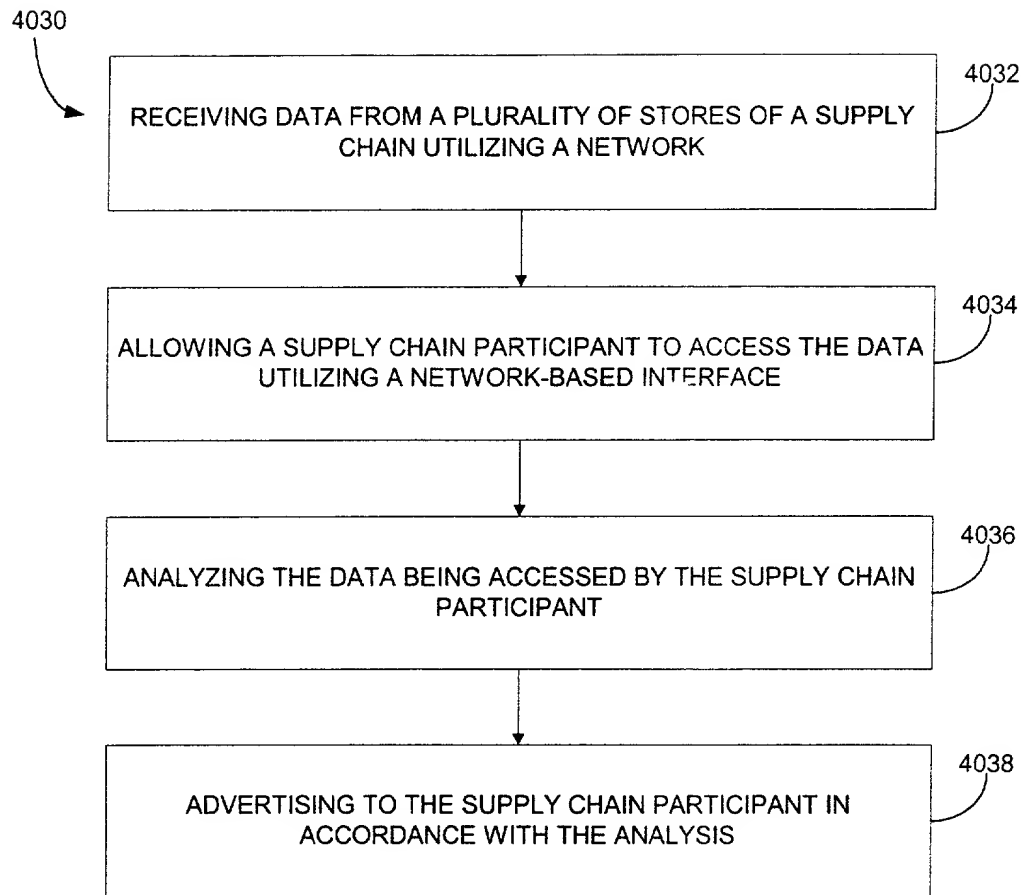 4030
4032
RECEIVING DATA FROM A PLURALITY OF STORES OF A SUPPLY
CHAIN UTILIZING A NETWORK
4034
ALLOWING A SUPPLY CHAIN PARTICIPANT TO ACCESS THE DATA
UTILIZING A NETWORK-BASED INTERFACE
4036
ANALYZING THE DATA BEING ACCESSED BY THE SUPPLY CHAIN
PARTICIPANT
4038
ADVERTISING TO THE SUPPLY CHAIN PARTICIPANT IN
ACCORDANCE WITH THE ANALYSIS